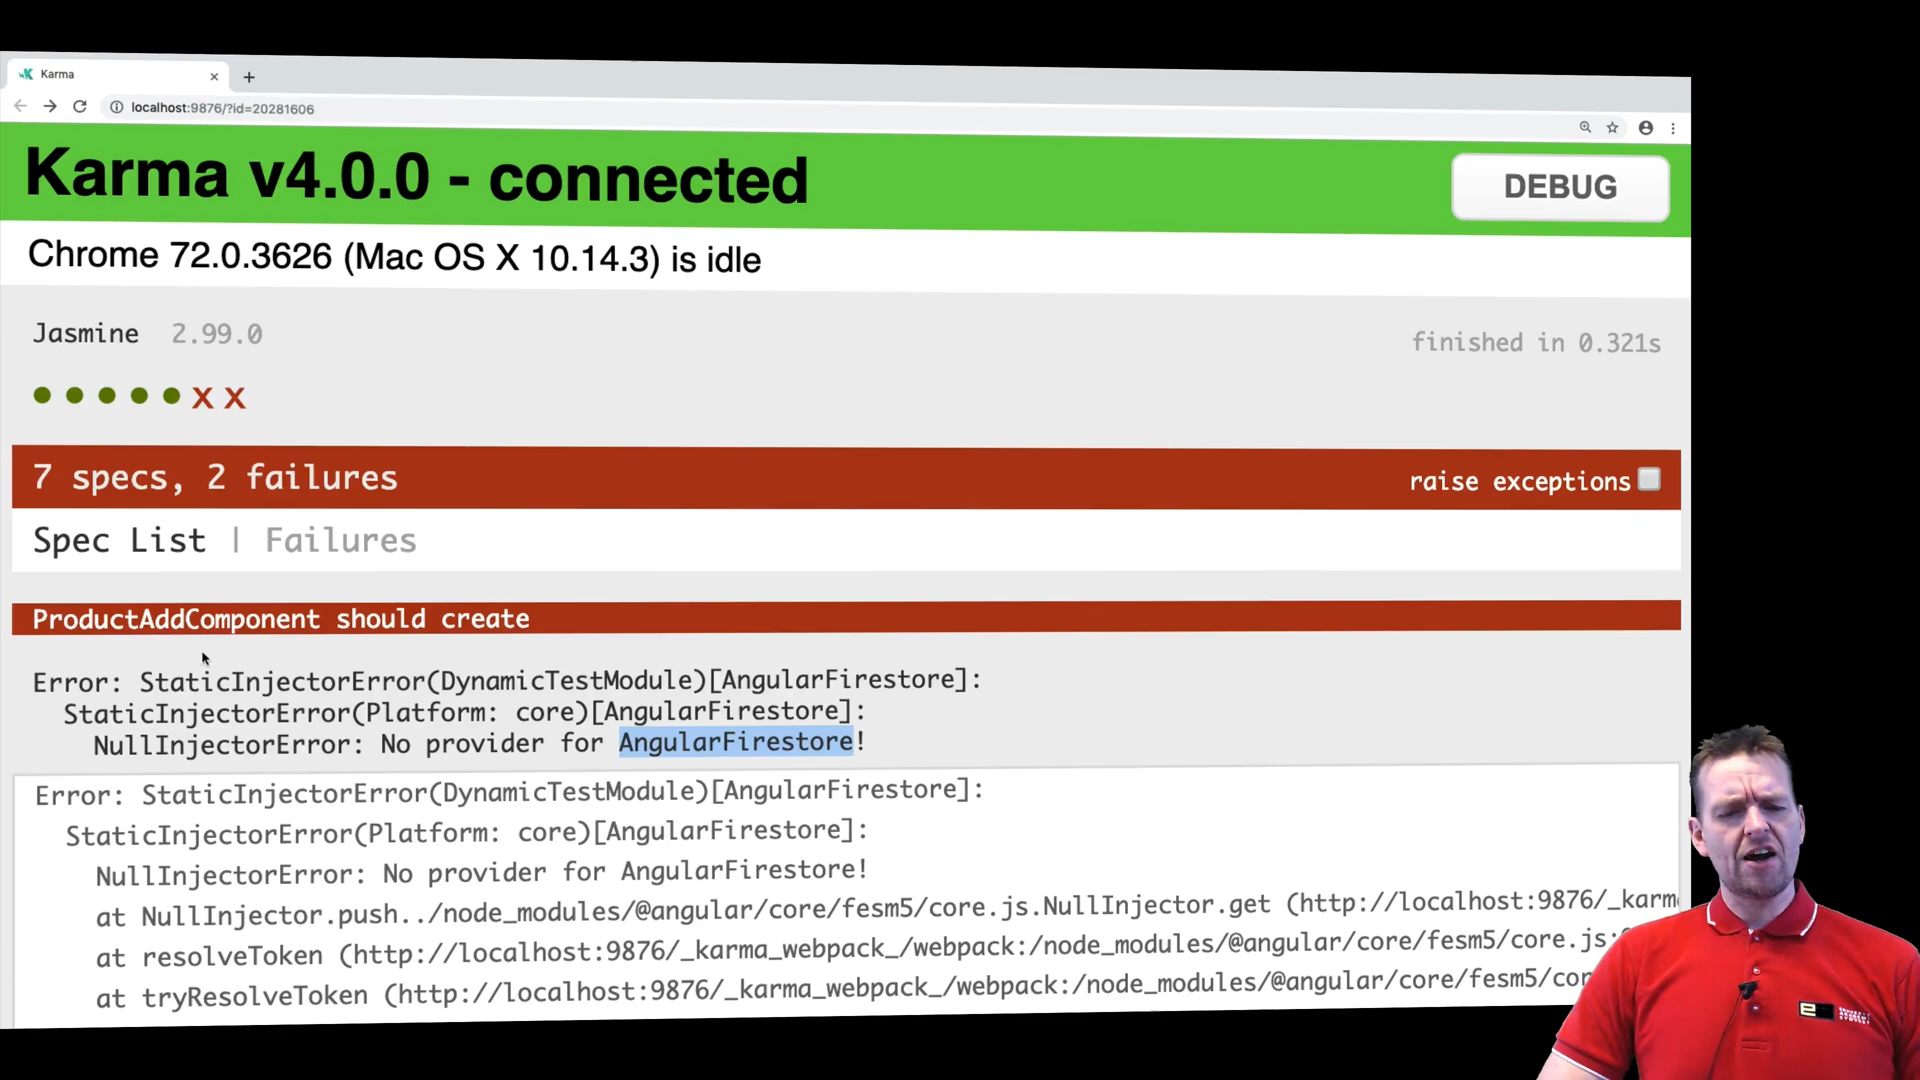 Karma
localhost:9876/?id=20281606
Karma v4.0.0 - connected
DEBUG
Chrome 72.0.3626 (Mac OS X 10.14.3) is idle
Jasmine 2.99.0
finished in 0.321s
x x
7 specs, 2 failures
raise exceptions
Spec List | Failures
ProductAddComponent should create
Error: StaticInjectorError(DynamicTestModule)[AngularFirestore]:
StaticInjectorError(Platform: core)[AngularFirestore]:
NullInjectorError: No provider for AngularFirestore!
Error: StaticInjectorError(DynamicTestModule)[AngularFirestore]:
StaticInjectorError(Platform: core)[AngularFirestore]:
NullInjectorError: No provider for AngularFirestore!
at NullInjector.push../node_modules/@angular/core/fesm5/core.js.NullInjector.get (http://localhost:9876/_karm
at resolveToken (http://localhost:9876/_karma_webpack_/webpack:/node_modules/@angular/core/fesm5/core.js:
at tryResolveToken (http://localhost:9876/_karma_webpack_/webpack:/node_modules/@angular/core/fesm5/cor